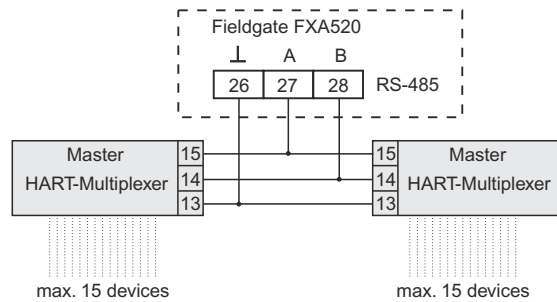 Fieldgate FXA520
⊥ A B
26 27 28 RS-485
Master
HART-Multiplexer
15
14
13
15
14
13
Master
HART-Multiplexer
max. 15 devices
max. 15 devices